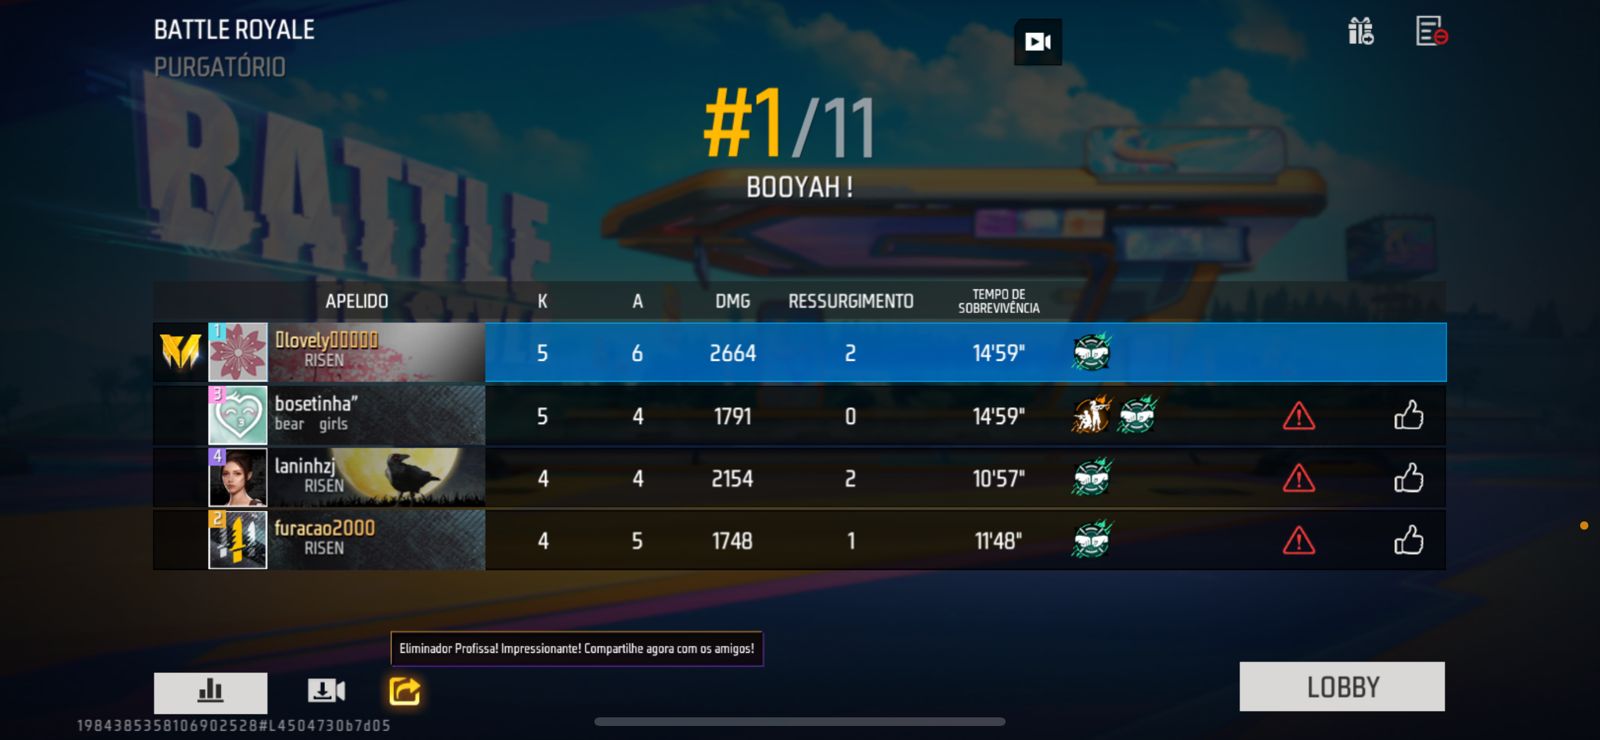 BATTLE ROYALE
PURGATÓRIO
#1/11
BOOYAH !
BATTLE
APELIDO K A DMG RESSURGIMENTO TEMPO DE SOBREVIVÊNCIA
1 lovely RISEN 5 6 2664 2 14'59"
3 bosetinha” bear girls 5 4 1791 0 14'59"
4 laninhzj RISEN 4 4 2154 2 10'57"
2 furacao2000 RISEN 4 5 1748 1 11'48"
Eliminador Profissa! Impressionante! Compartilhe agora com os amigos!
LOBBY
1984385358106902528#L4504730b7d05